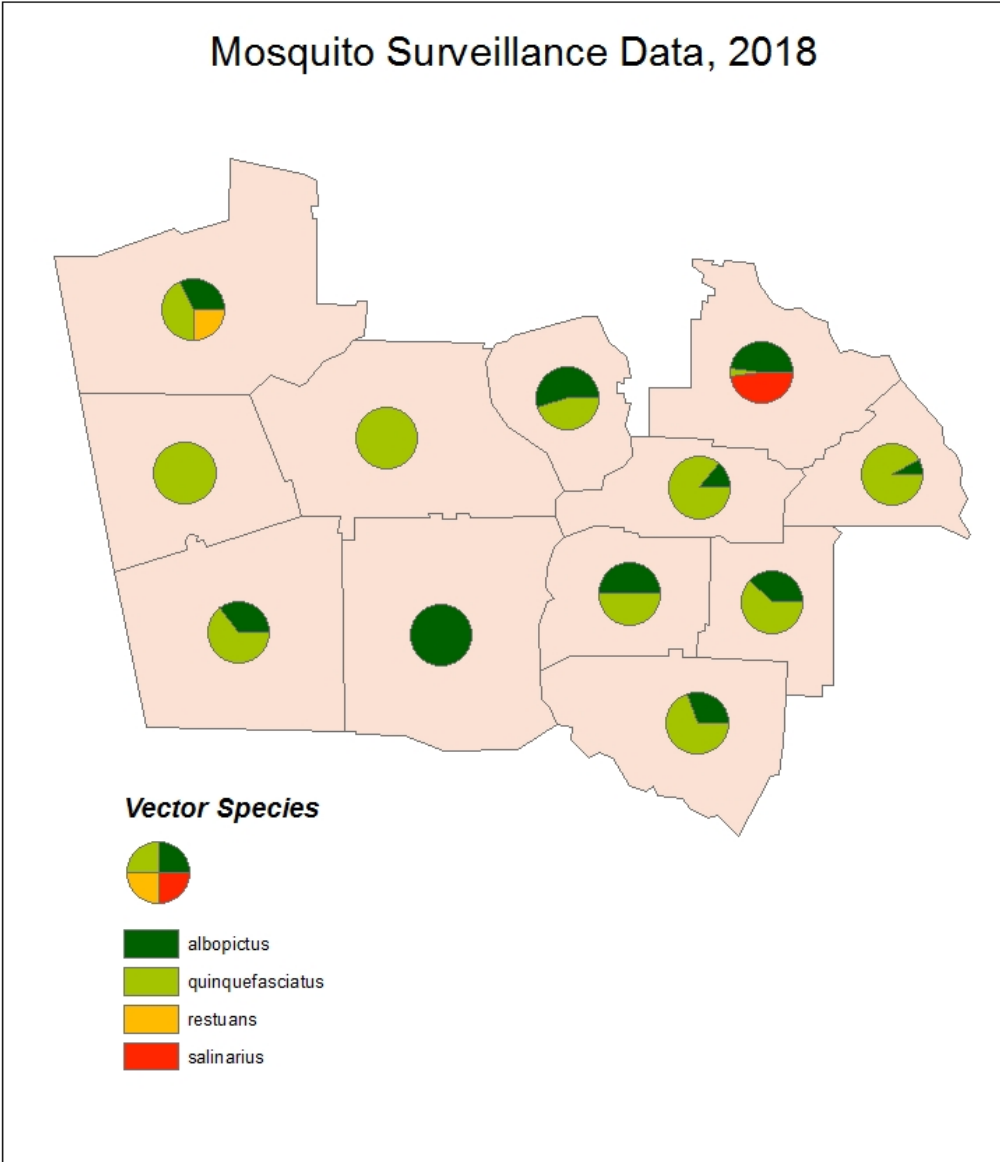 Mosquito Surveillance Data, 2018
Vector Species
albopictus
quinquefasciatus
restuans
salinarius